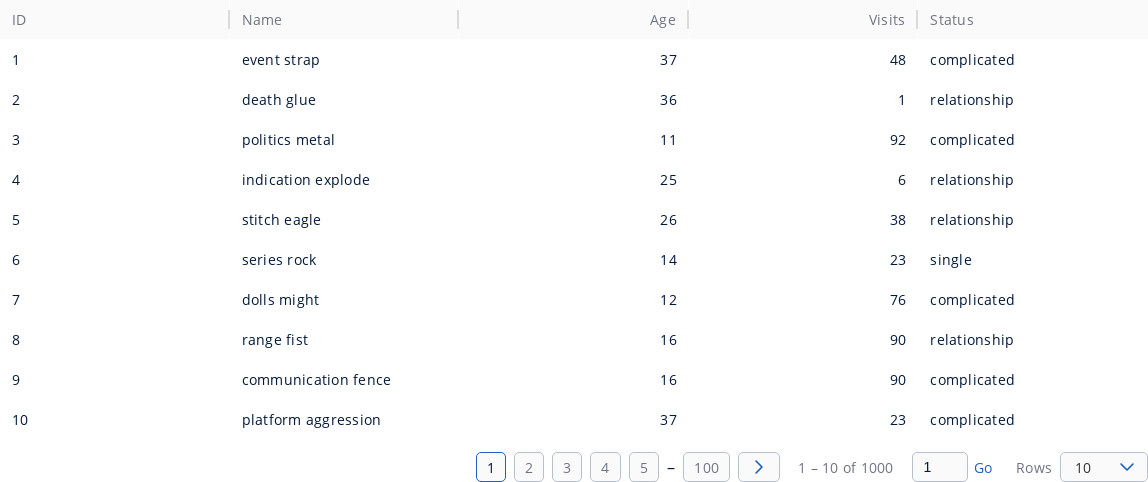 ID Name Age Visits Status
1 event strap 37 48 complicated
2 death glue 36 1 relationship
3 politics metal 11 92 complicated
4 indication explode 25 6 relationship
5 stitch eagle 26 38 relationship
6 series rock 14 23 single
7 dolls might 12 76 complicated
8 range fist 16 90 relationship
9 communication fence 16 90 complicated
10 platform aggression 37 23 complicated
1 2 3 4 5 – 100 1 – 10 of 1000 1 Go Rows 10